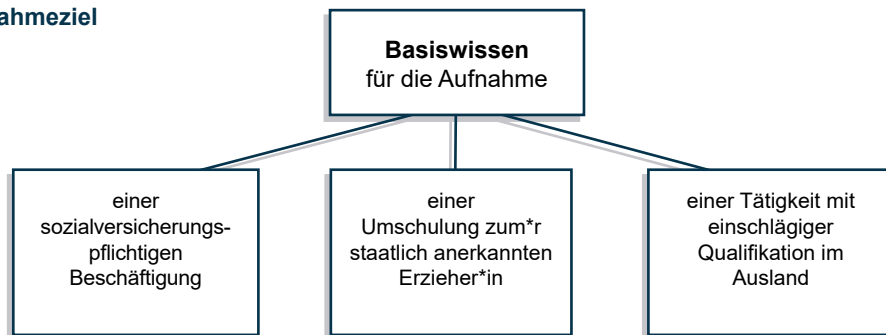 ahmeziel
Basiswissen
für die Aufnahme
einer
sozialversicherungs-
pflichtigen
Beschäftigung
einer
Umschulung zum*r
staatlich anerkannten
Erzieher*in
einer Tätigkeit mit
einschlägiger
Qualifikation im
Ausland